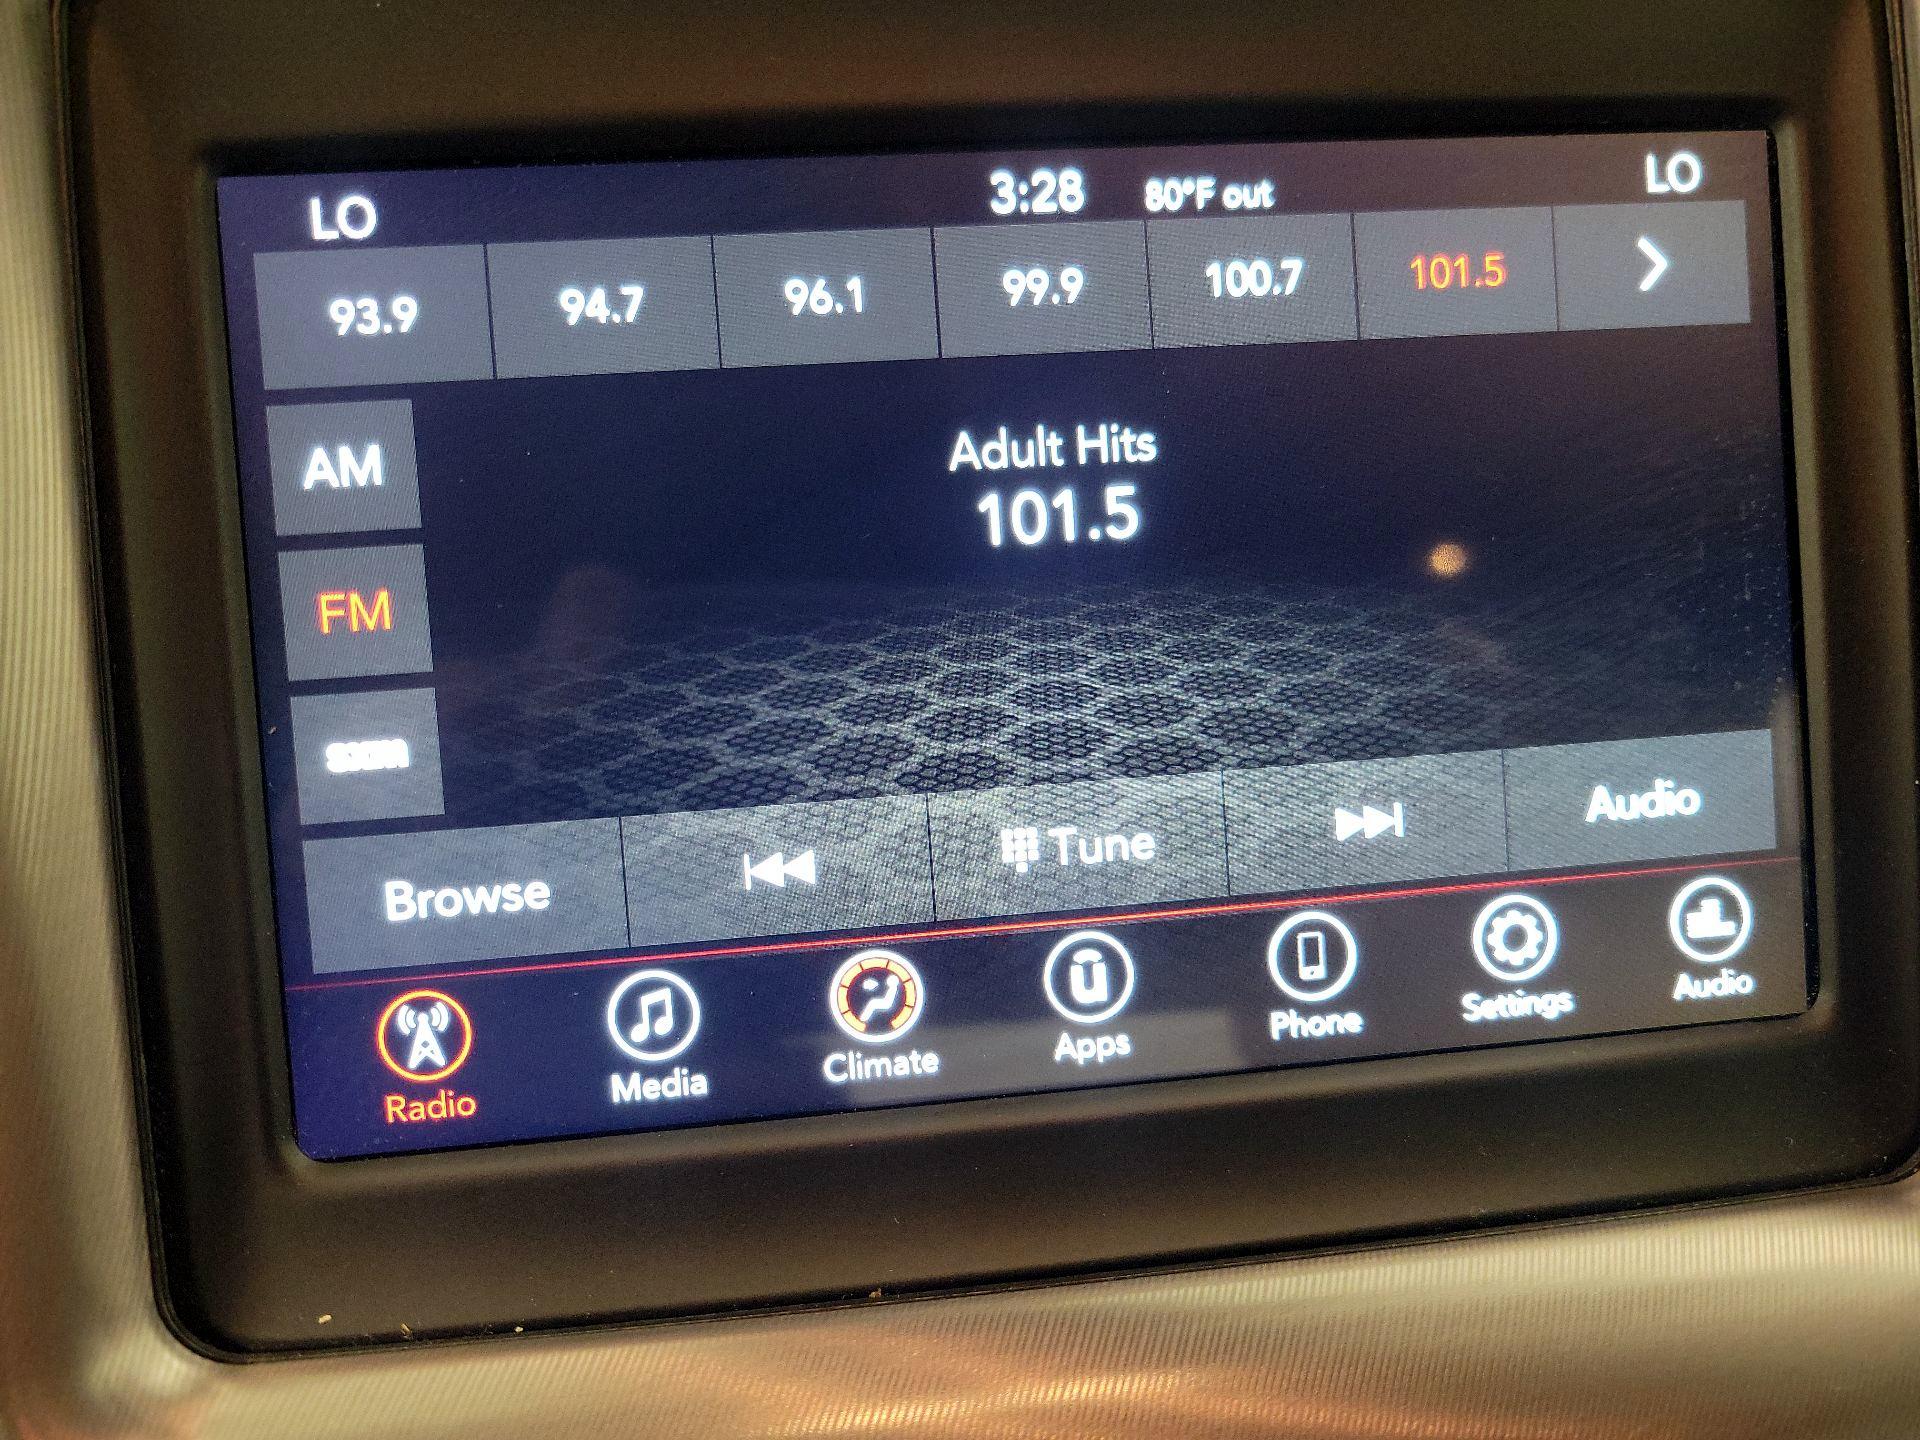 LO 3:28 80°F out LO
93.9 94.7 96.1 99.9 100.7 101.5
AM
Adult Hits
101.5
FM
sxm
Browse Tune Audio
Radio Media Climate Apps Phone Settings Audio